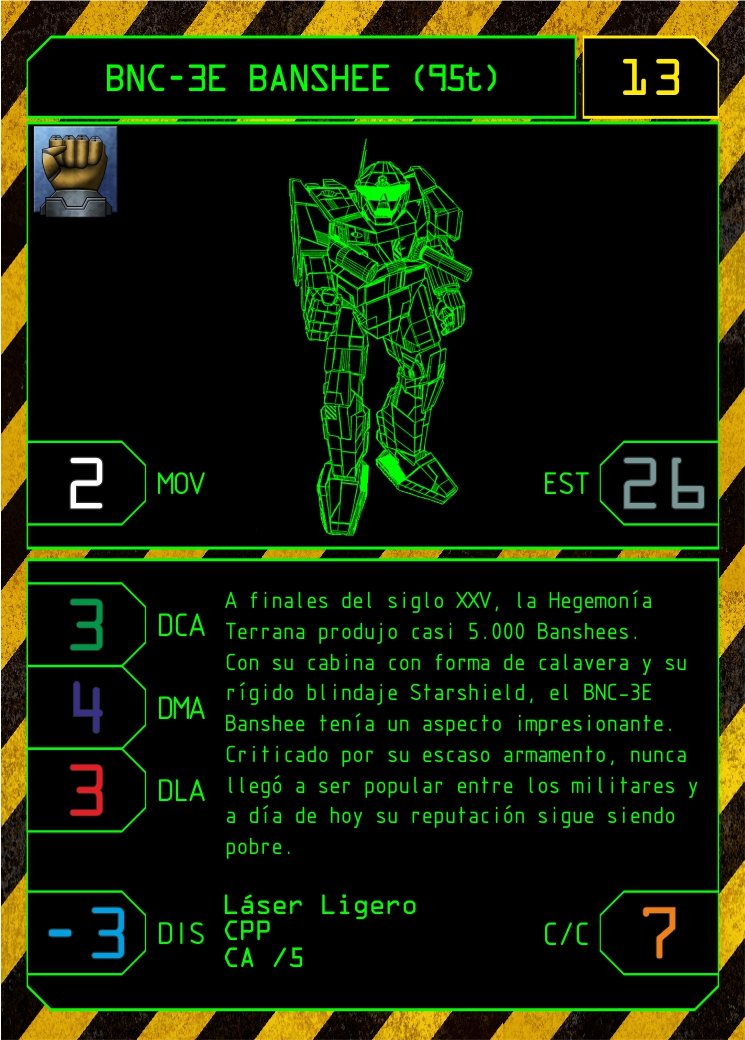 BNC-3E BANSHEE (95t)
13
2 MOV
EST 26
3 DCA
4 DMA
3 DLA
A finales del siglo XXV, la Hegemonía
Terrana produjo casi 5.000 Banshees.
Con su cabina con forma de calavera y su
rígido blindaje Starshield, el BNC-3E
Banshee tenía un aspecto impresionante.
Criticado por su escaso armamento, nunca
llegó a ser popular entre los militares y
a día de hoy su reputación sigue siendo
pobre.
-3 DIS
Láser Ligero
CPP
CA /5
C/C 7